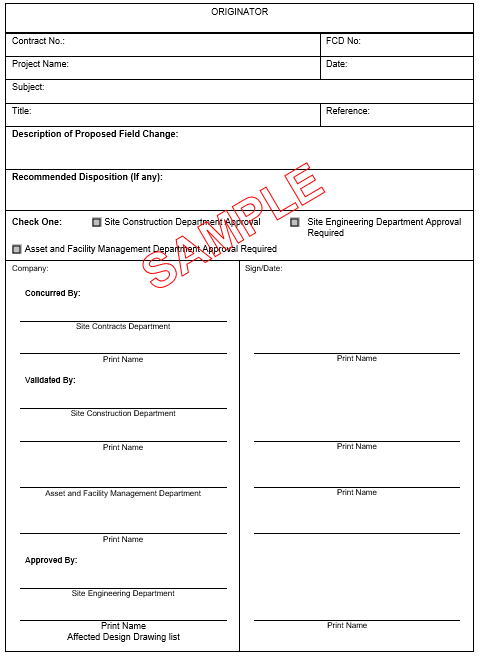 ORIGINATOR
Contract No.:
FCD No:
Project Name:
Date:
Subject:
Title:
Reference:
Description of Proposed Field Change:
Recommended Disposition (If any):
Check One:
Site Construction Department Approval
Site Engineering Department Approval
Required
Asset and Facility Management Department Approval Required
SAMPLE
Company:
Sign/Date:
Concurred By:
Site Contracts Department
Print Name
Print Name
Validated By:
Site Construction Department
Print Name
Print Name
Asset and Facility Management Department
Print Name
Print Name
Approved By:
Site Engineering Department
Print Name
Print Name
Affected Design Drawing list